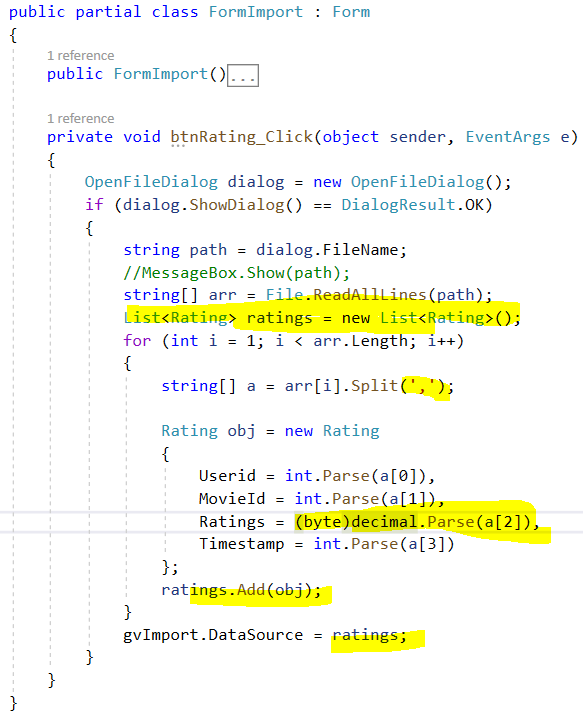 public partial class FormImport : Form
{
1 reference
public FormImport()...
1 reference
private void btnRating_Click(object sender, EventArgs e)
{
OpenFileDialog dialog = new OpenFileDialog();
if (dialog.ShowDialog() == DialogResult.OK)
{
string path = dialog.FileName;
//MessageBox.Show(path);
string[] arr = File.ReadAllLines(path);
List<Rating> ratings = new List<Rating>();
for (int i = 1; i < arr.Length; i++)
{
string[] a = arr[i].Split(',');
Rating obj = new Rating
{
Userid = int.Parse(a[0]),
MovieId = int.Parse(a[1]),
Ratings = (byte)decimal.Parse(a[2]),
Timestamp = int.Parse(a[3])
};
ratings.Add(obj);
}
gvImport.DataSource = ratings;
}
}
}